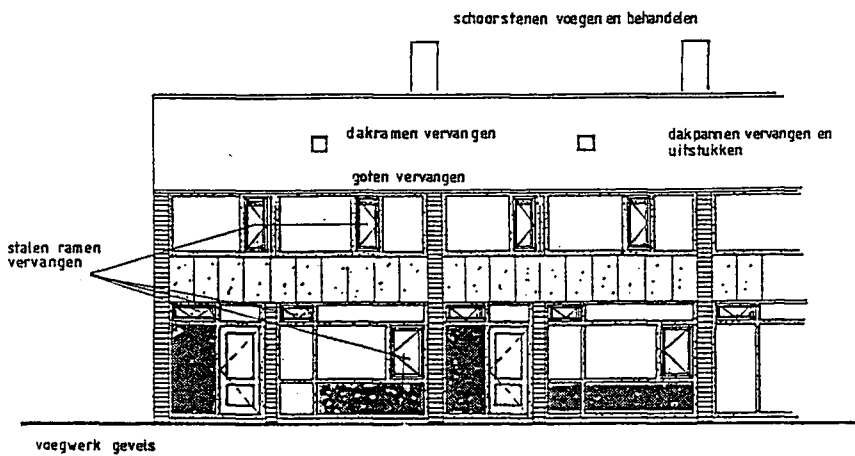 schoorstenen voegen en behandelen
dakramen vervangen
dakpannen vervangen en
uitstukken
goten vervangen
stalen ramen
vervangen
voegwerk gevels